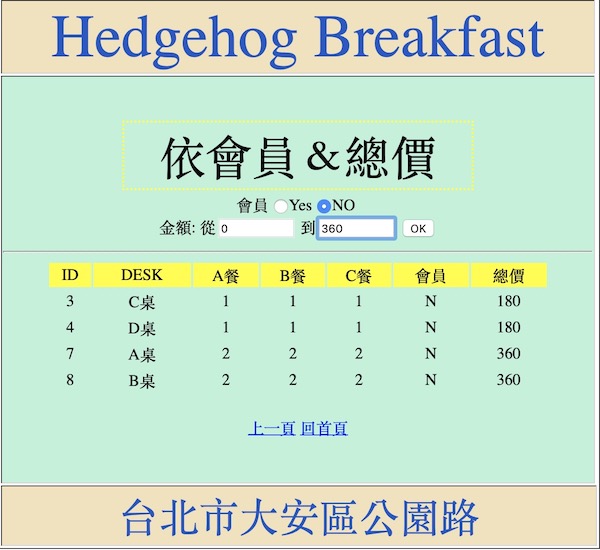 Hedgehog Breakfast
依會員＆總價
會員 Yes NO
金額: 從 0 到 360 OK
ID DESK A餐 B餐 C餐 會員 總價
3 C桌 1 1 1 N 180
4 D桌 1 1 1 N 180
7 A桌 2 2 2 N 360
8 B桌 2 2 2 N 360
上一頁 回首頁
台北市大安區公園路